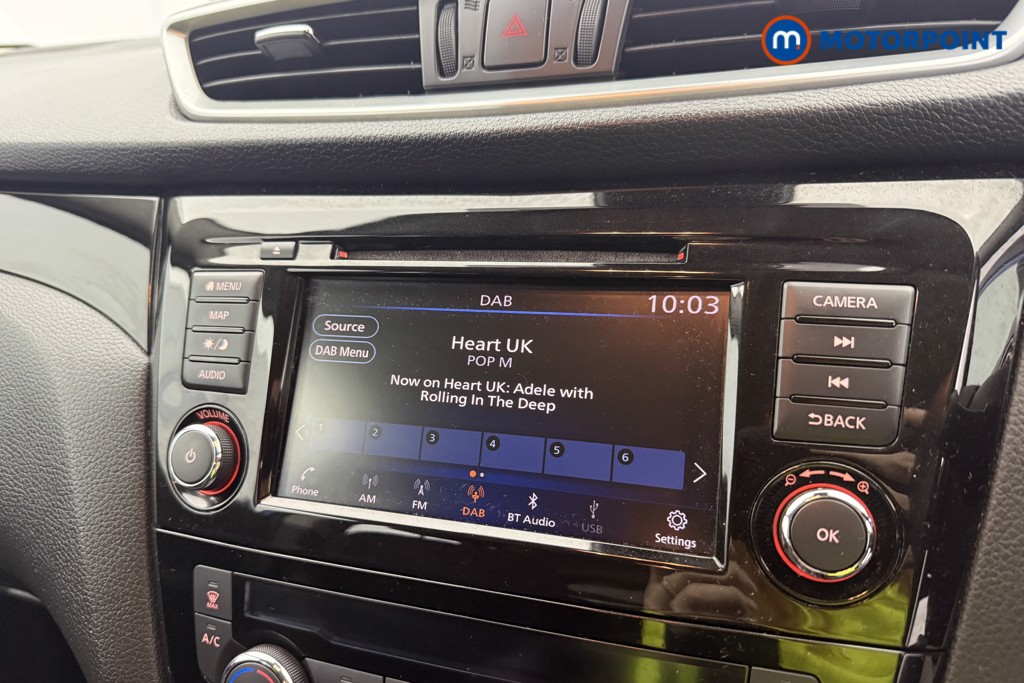 m MOTORPOINT
MENU
MAP
AUDIO
VOLUME
DAB
10:03
Source
DAB Menu
Heart UK
POP M
Now on Heart UK: Adele with
Rolling In The Deep
1 2 3 4 5 6
Phone
AM
FM
DAB
BT Audio
USB
Settings
CAMERA
BACK
OK
MAX
A/C